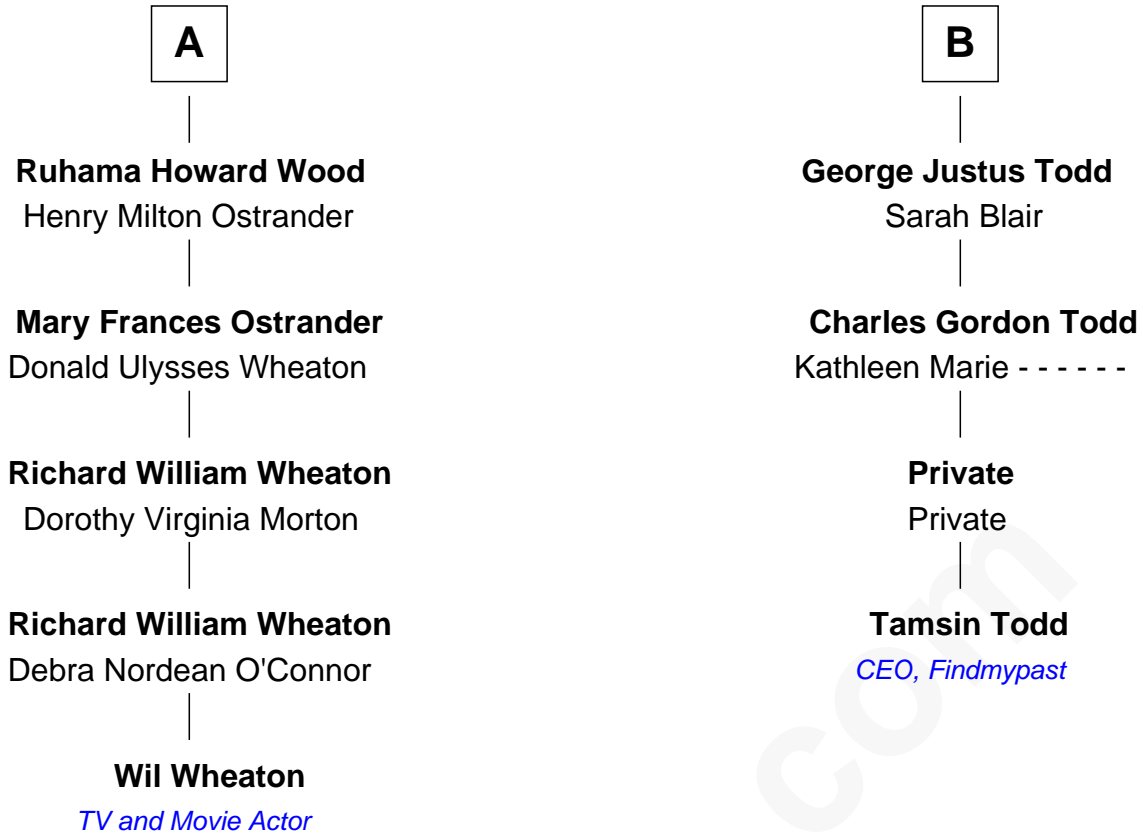 A
Ruhama Howard Wood
Henry Milton Ostrander
Mary Frances Ostrander
Donald Ulysses Wheaton
Richard William Wheaton
Dorothy Virginia Morton
Richard William Wheaton
Debra Nordean O'Connor
Wil Wheaton
TV and Movie Actor
B
George Justus Todd
Sarah Blair
Charles Gordon Todd
Kathleen Marie - - - - - -
Private
Private
Tamsin Todd
CEO, Findmypast
com